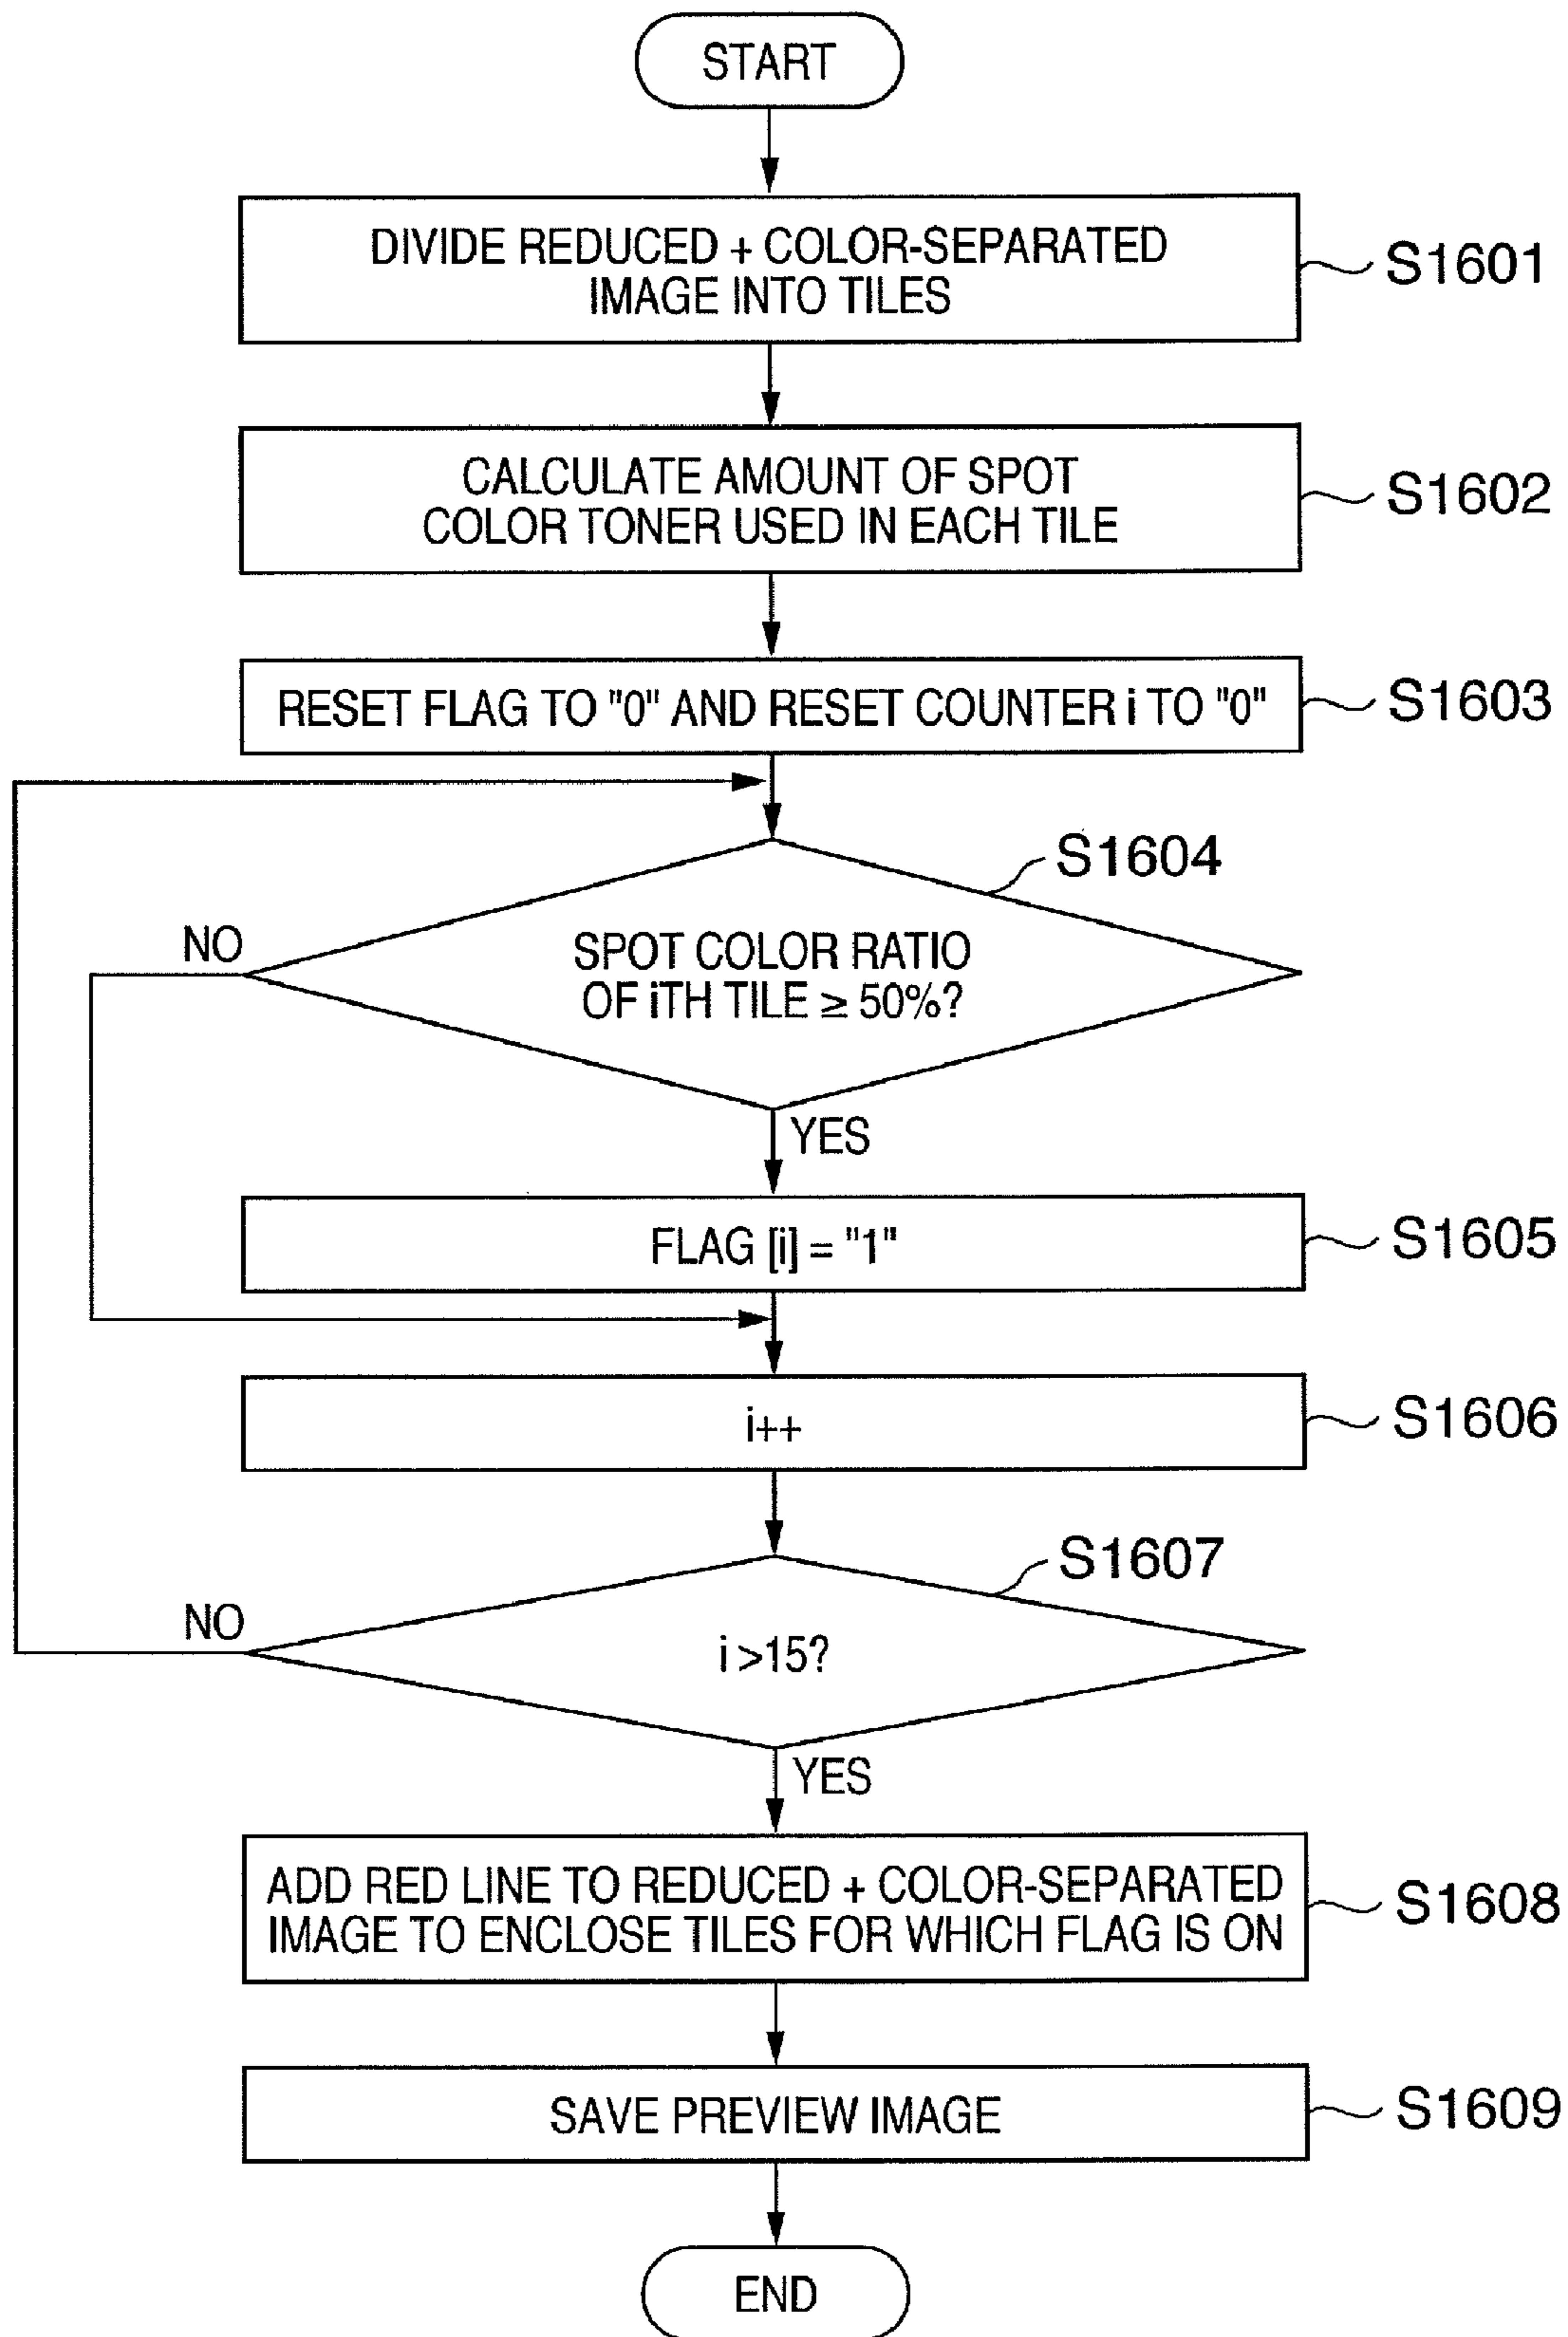 START
DIVIDE REDUCED + COLOR-SEPARATED
IMAGE INTO TILES
S1601
CALCULATE AMOUNT OF SPOT
COLOR TONER USED IN EACH TILE
S1602
RESET FLAG TO "0" AND RESET COUNTER i TO "0"
S1603
S1604
NO
SPOT COLOR RATIO
OF iTH TILE ≥ 50%?
YES
FLAG [i] = "1"
S1605
i++
S1606
S1607
NO
i >15?
YES
ADD RED LINE TO REDUCED + COLOR-SEPARATED
IMAGE TO ENCLOSE TILES FOR WHICH FLAG IS ON
S1608
SAVE PREVIEW IMAGE
S1609
END